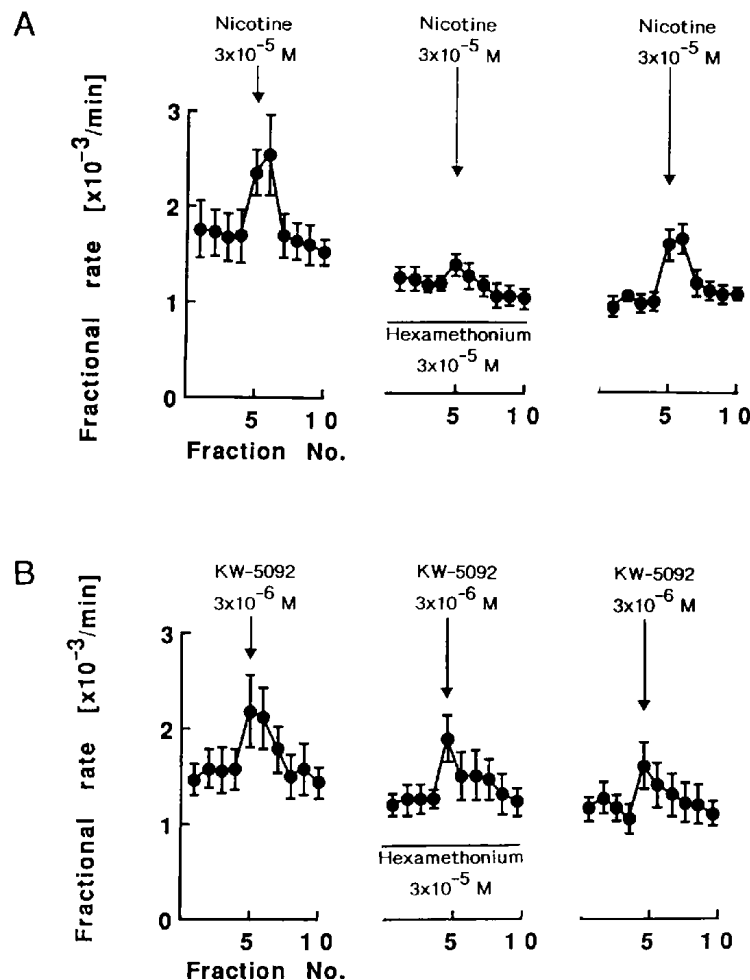 A
Nicotine
3x10⁻⁵ M
Nicotine
3x10⁻⁵ M
Nicotine
3x10⁻⁵ M
Fractional rate [x10⁻³/min]
3
2
1
0
Hexamethonium
3x10⁻⁵ M
5 10
5 10
5 10
Fraction No.
B
KW-5092
3x10⁻⁶ M
KW-5092
3x10⁻⁶ M
KW-5092
3x10⁻⁶ M
Fractional rate [x10⁻³/min]
3
2
1
0
Hexamethonium
3x10⁻⁵ M
5 10
5 10
5 10
Fraction No.